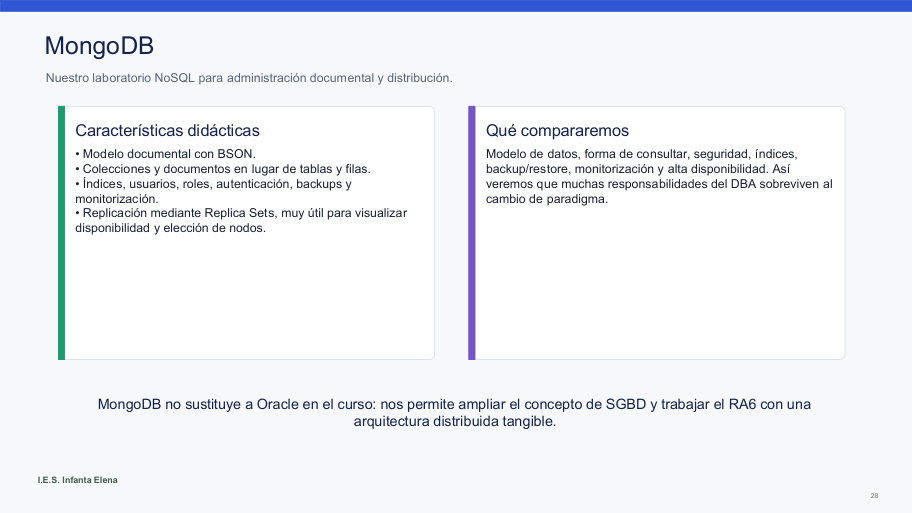 MongoDB
Nuestro laboratorio NoSQL para administración documental y distribución.
Características didácticas
• Modelo documental con BSON.
• Colecciones y documentos en lugar de tablas y filas.
• Índices, usuarios, roles, autenticación, backups y
monitorización.
• Replicación mediante Replica Sets, muy útil para visualizar
disponibilidad y elección de nodos.
Qué compararemos
Modelo de datos, forma de consultar, seguridad, índices,
backup/restore, monitorización y alta disponibilidad. Así
veremos que muchas responsabilidades del DBA sobreviven al
cambio de paradigma.
MongoDB no sustituye a Oracle en el curso: nos permite ampliar el concepto de SGBD y trabajar el RA6 con una
arquitectura distribuida tangible.
I.E.S. Infanta Elena
28